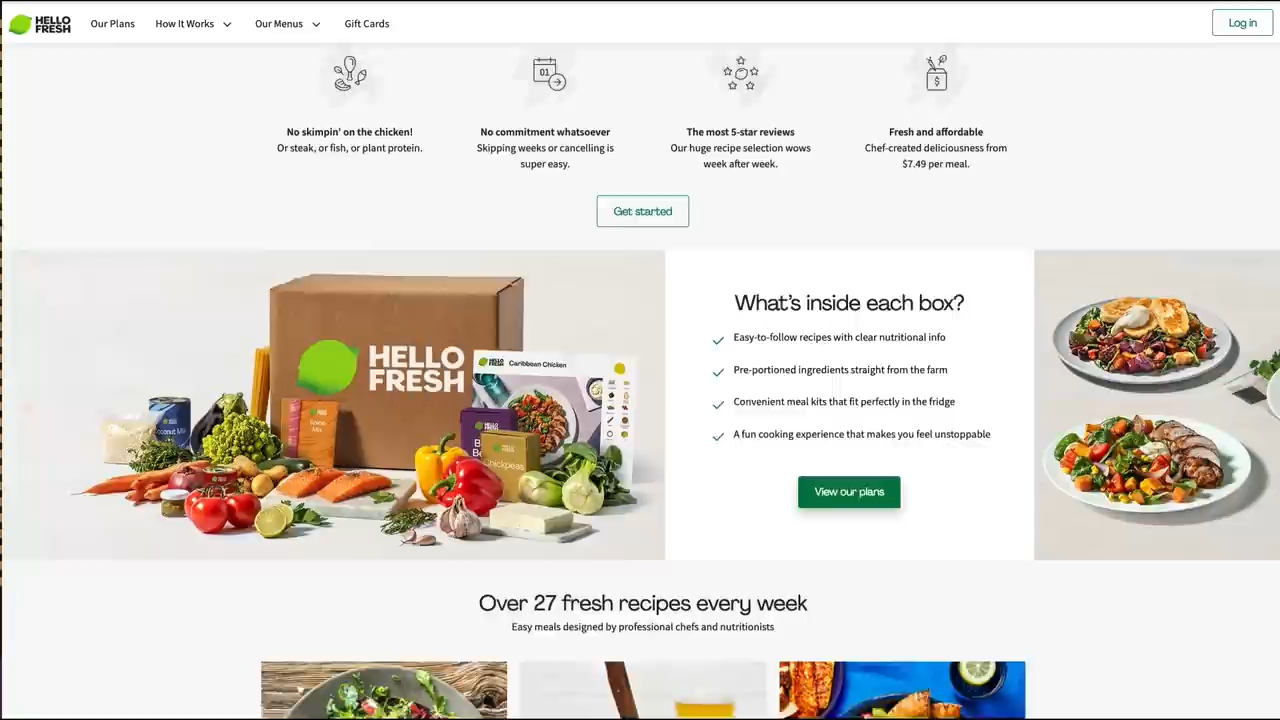 HELLO
FRESH
Our Plans
How It Works
Our Menus
Gift Cards
Log in
01
$
No skimpin' on the chicken!
Or steak, or fish, or plant protein.
No commitment whatsoever
Skipping weeks or cancelling is
super easy.
The most 5-star reviews
Our huge recipe selection wows
week after week.
Fresh and affordable
Chef-created deliciousness from
$7.49 per meal.
Get started
HELLO
FRESH
HELLO
FRESH
Caribbean Chicken
Chickpeas
What's inside each box?
Easy-to-follow recipes with clear nutritional info
Pre-portioned ingredients straight from the farm
Convenient meal kits that fit perfectly in the fridge
A fun cooking experience that makes you feel unstoppable
View our plans
Over 27 fresh recipes every week
Easy meals designed by professional chefs and nutritionists